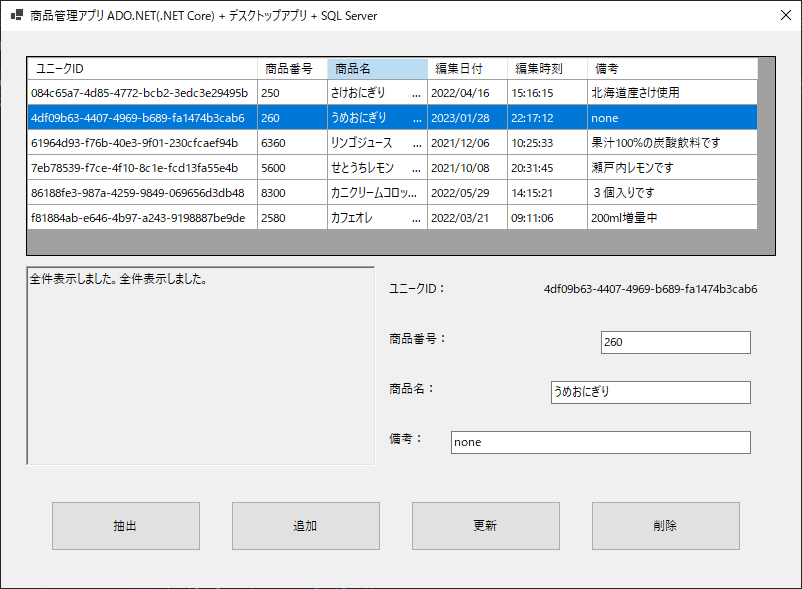 商品管理アプリ ADO.NET(.NET Core) + デスクトップアプリ + SQL Server
ユニークID 商品番号 商品名 編集日付 編集時刻 備考
084c65a7-4d85-4772-bcb2-3edc3e29495b 250 さけおにぎり ... 2022/04/16 15:16:15 北海道産さけ使用
4df09b63-4407-4969-b689-fa1474b3cab6 260 うめおにぎり ... 2023/01/28 22:17:12 none
61964d93-f76b-40e3-9f01-230cfcaef94b 6360 リンゴジュース ... 2021/12/06 10:25:33 果汁100%の炭酸飲料です
7eb78539-f7ce-4f10-8c1e-fcd13fa55e4b 5600 せとうちレモン ... 2021/10/08 20:31:45 瀬戸内レモンです
86188fe3-987a-4259-9849-069656d3db48 8300 カニクリームコロッ... 2022/05/29 14:15:21 3個入りです
f81884ab-e646-4b97-a243-9198887be9de 2580 カフェオレ ... 2022/03/21 09:11:06 200ml増量中
全件表示しました。全件表示しました。
ユニークID: 4df09b63-4407-4969-b689-fa1474b3cab6
商品番号: 260
商品名: うめおにぎり
備考: none
抽出 追加 更新 削除